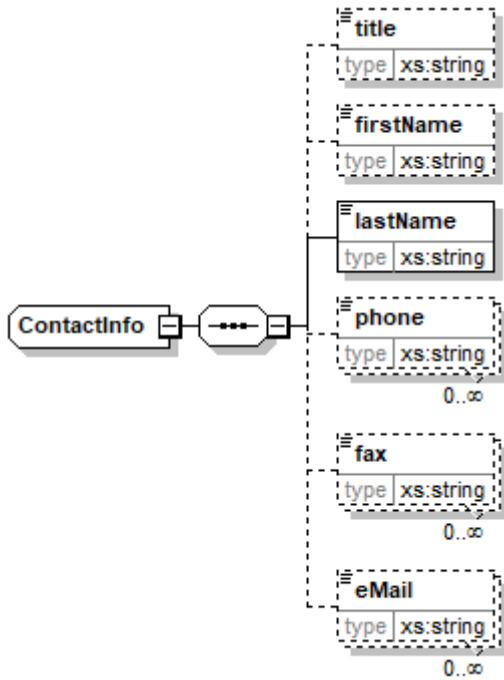 title
type xs:string
firstName
type xs:string
lastName
type xs:string
ContactInfo
phone
type xs:string
0..∞
fax
type xs:string
0..∞
eMail
type xs:string
0..∞